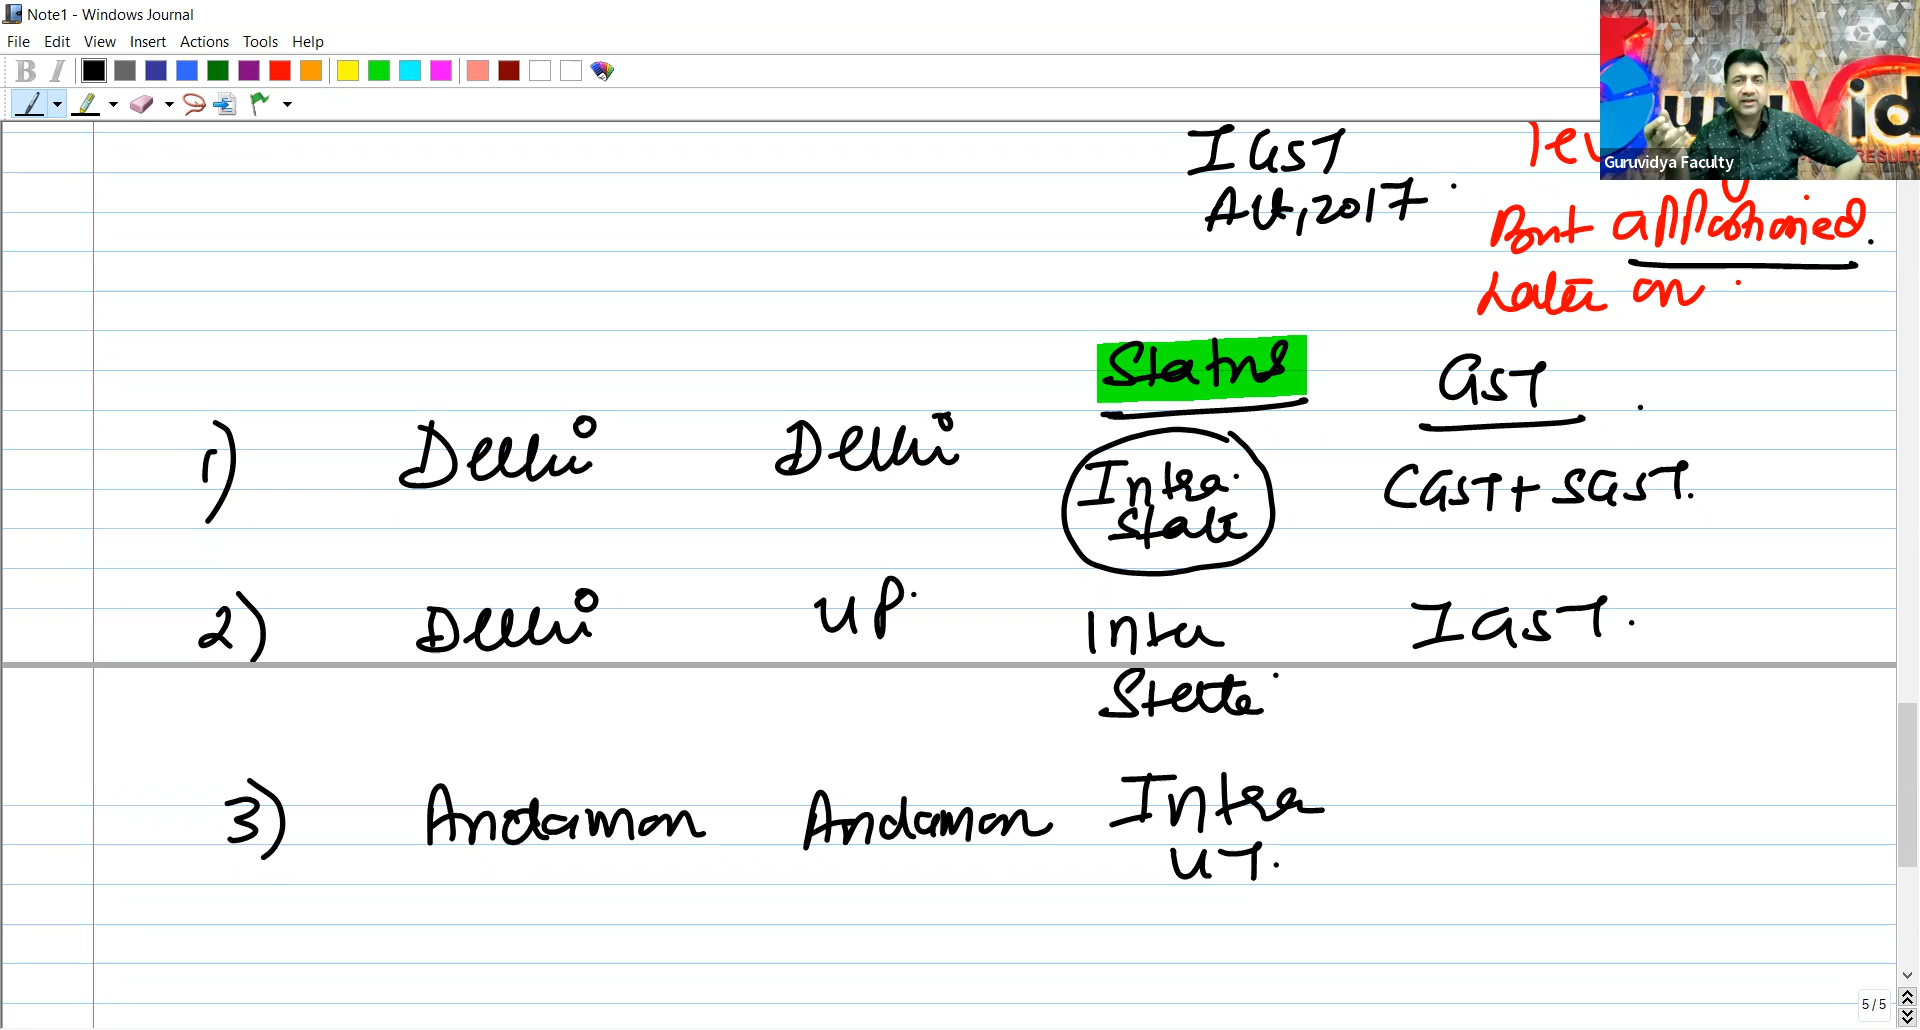 Note1 - Windows Journal
File Edit View Insert Actions Tools Help
B I
IGST
Act, 2017
lev
But apportioned.
Later on
Guruvidya Faculty
Status
GST
1) Delhi Delhi Intra State CGST + SGST.
2) Delhi UP. Inter State IGST.
3) Andaman Andaman Intra UT.
5 / 5